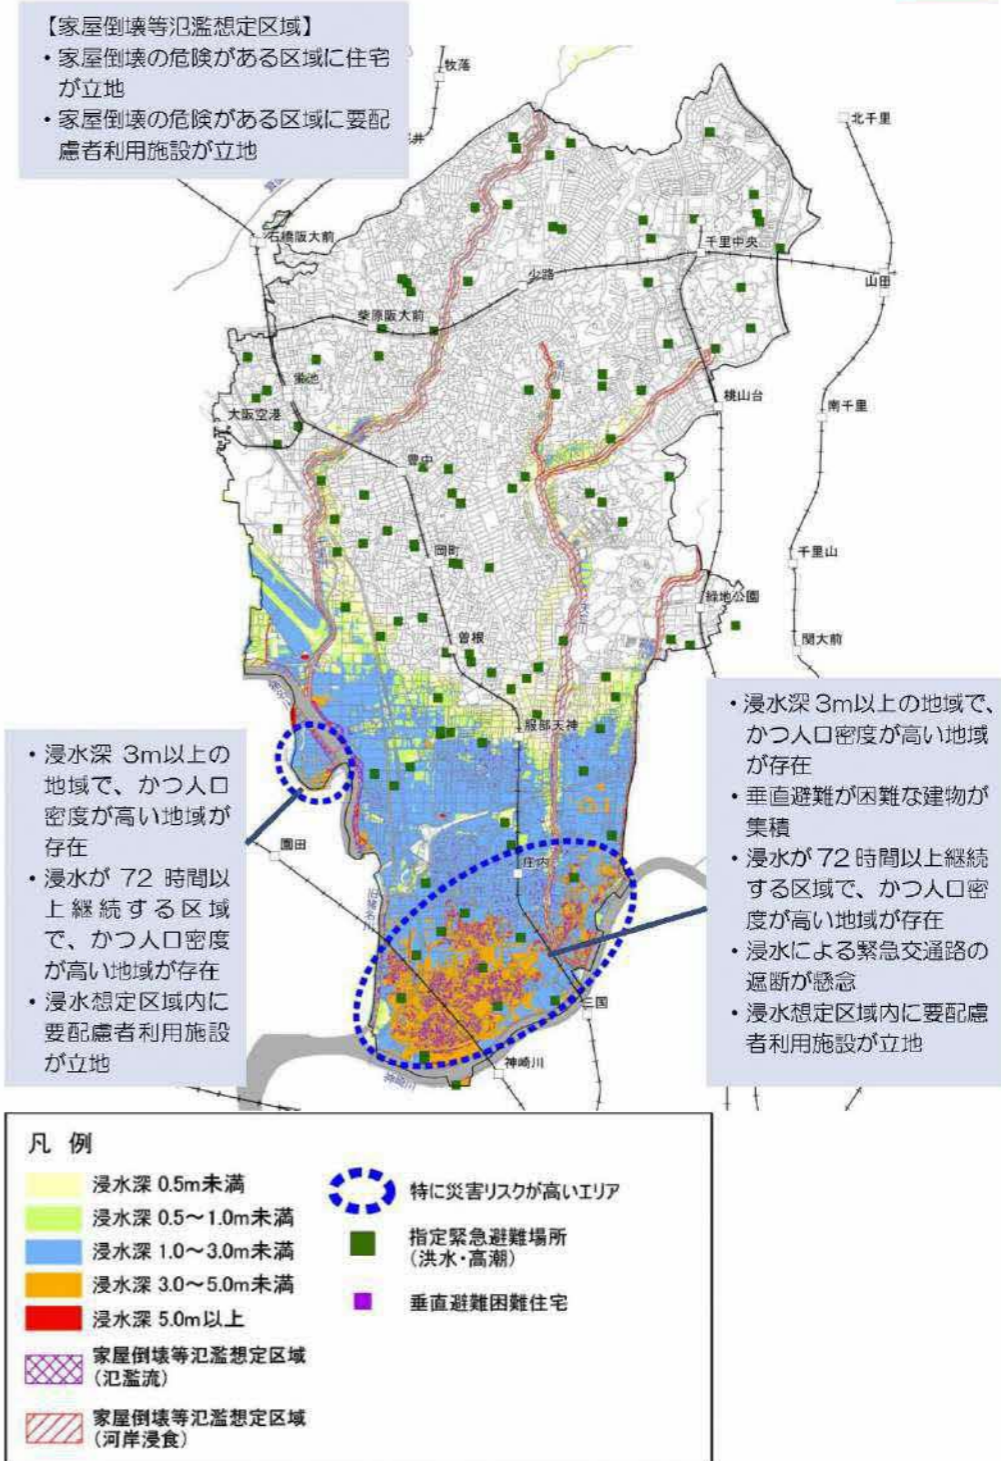 【家屋倒壊等氾濫想定区域】
・家屋倒壊の危険がある区域に住宅
が立地
・家屋倒壊の危険がある区域に要配
慮者利用施設が立地
牧落
北千里
石橋阪大前
千里中央
少路
山田
柴原阪大前
蛍池
大阪空港
桃山台
南千里
豊中
岡町
千里山
緑地公園
曽根
関大前
服部天神
・浸水深 3m以上の
地域で、かつ人口
密度が高い地域が
存在
・浸水が 72 時間以
上継続する区域
で、かつ人口密度
が高い地域が存在
・浸水想定区域内に
要配慮者利用施設
が立地
・浸水深 3m以上の地域で、
かつ人口密度が高い地域
が存在
・垂直避難が困難な建物が
集積
・浸水が 72 時間以上継続
する区域で、かつ人口密
度が高い地域が存在
・浸水による緊急交通路の
遮断が懸念
・浸水想定区域内に要配慮
者利用施設が立地
園田
庄内
旧猪名川
三国
神崎川
神崎川
凡 例
浸水深 0.5m未満
浸水深 0.5～1.0m未満
浸水深 1.0～3.0m未満
浸水深 3.0～5.0m未満
浸水深 5.0m以上
家屋倒壊等氾濫想定区域
(氾濫流)
家屋倒壊等氾濫想定区域
(河岸浸食)
特に災害リスクが高いエリア
指定緊急避難場所
(洪水・高潮)
垂直避難困難住宅